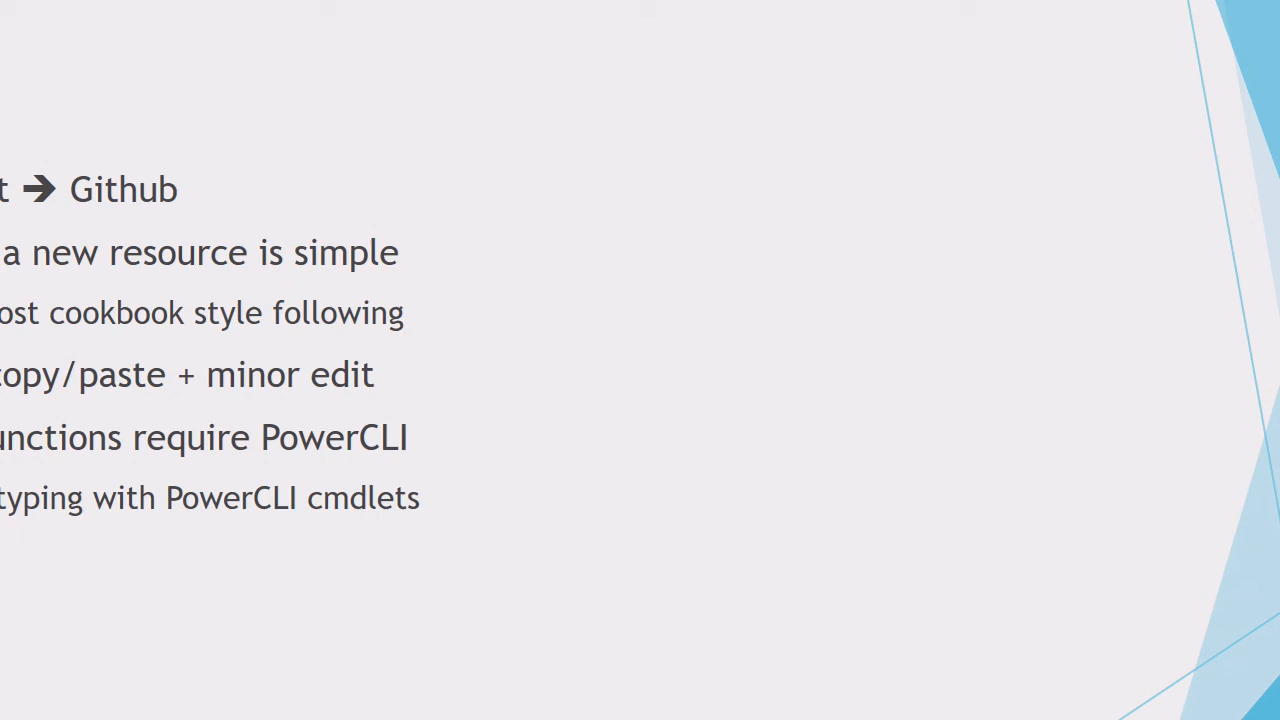 t ➔ Github
a new resource is simple
ost cookbook style following
copy/paste + minor edit
unctions require PowerCLI
typing with PowerCLI cmdlets